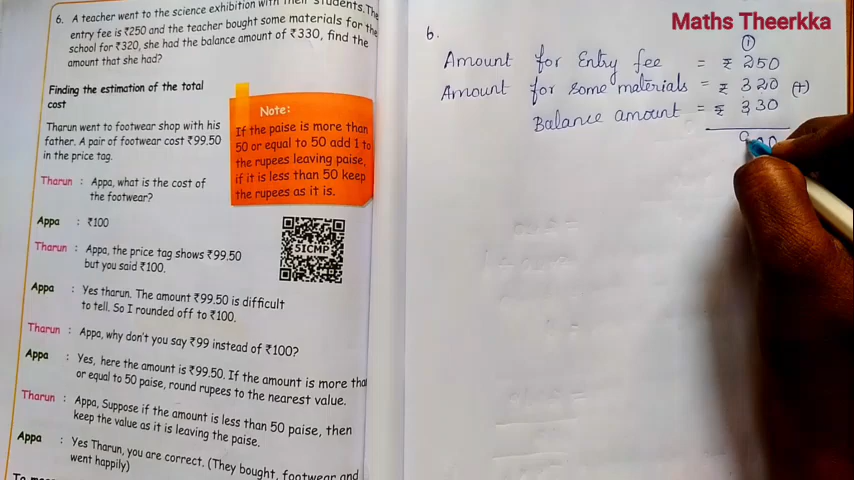 Maths Theerkka
6. A teacher went to the science exhibition with their students. The
entry fee is ₹250 and the teacher bought some materials for the
school for ₹320, she had the balance amount of ₹330, find the
amount that she had?
Finding the estimation of the total
cost
Tharun went to footwear shop with his
father. A pair of footwear cost ₹99.50
in the price tag.
Note:
If the paise is more than
50 or equal to 50 add 1 to
the rupees leaving paise,
if it is less than 50 keep
the rupees as it is.
Tharun : Appa, what is the cost of
the footwear?
Appa : ₹100
Tharun : Appa, the price tag shows ₹99.50
but you said ₹100.
SICMP
Appa : Yes tharun. The amount ₹99.50 is difficult
to tell. So I rounded off to ₹100.
Tharun : Appa, why don't you say ₹99 instead of ₹100?
Appa : Yes, here the amount is ₹99.50. If the amount is more tha
or equal to 50 paise, round rupees to the nearest value.
Tharun : Appa, Suppose if the amount is less than 50 paise, then
keep the value as it is leaving the paise.
Appa : Yes Tharun, you are correct. (They bought, footwear and
went happily)
6.
1
Amount for Entry fee = ₹ 250
Amount for some materials = ₹ 320 (+)
Balance amount = ₹ 330